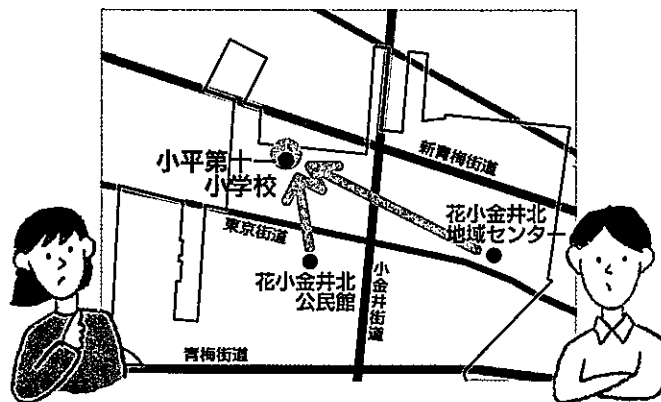 新青梅街道
小平第十
小学校
花小金井北
地域センター
東京街道
花小金井北
公民館
小金井街道
青梅街道